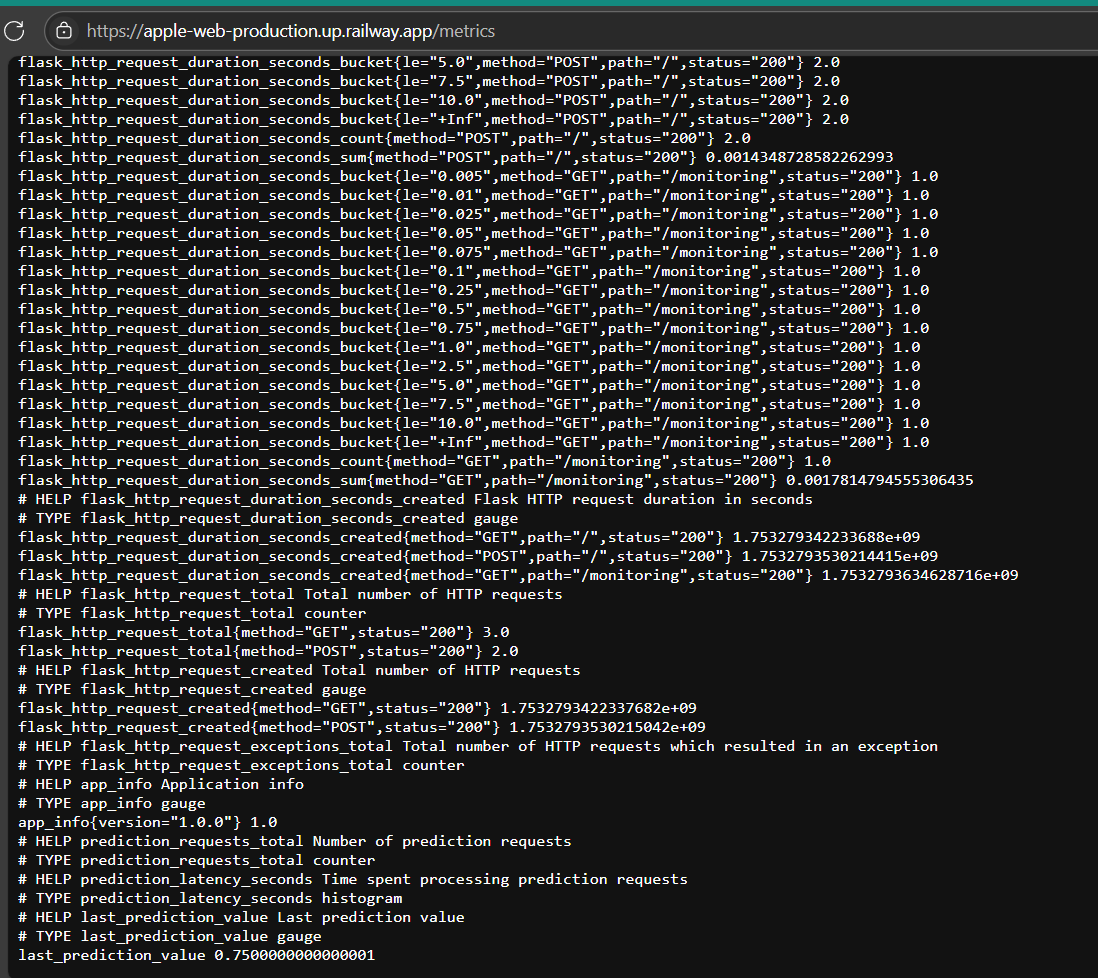 https://apple-web-production.up.railway.app/metrics
flask_http_request_duration_seconds_bucket{le="5.0",method="POST",path="/",status="200"} 2.0
flask_http_request_duration_seconds_bucket{le="7.5",method="POST",path="/",status="200"} 2.0
flask_http_request_duration_seconds_bucket{le="10.0",method="POST",path="/",status="200"} 2.0
flask_http_request_duration_seconds_bucket{le="+Inf",method="POST",path="/",status="200"} 2.0
flask_http_request_duration_seconds_count{method="POST",path="/",status="200"} 2.0
flask_http_request_duration_seconds_sum{method="POST",path="/",status="200"} 0.0014348728582262993
flask_http_request_duration_seconds_bucket{le="0.005",method="GET",path="/monitoring",status="200"} 1.0
flask_http_request_duration_seconds_bucket{le="0.01",method="GET",path="/monitoring",status="200"} 1.0
flask_http_request_duration_seconds_bucket{le="0.025",method="GET",path="/monitoring",status="200"} 1.0
flask_http_request_duration_seconds_bucket{le="0.05",method="GET",path="/monitoring",status="200"} 1.0
flask_http_request_duration_seconds_bucket{le="0.075",method="GET",path="/monitoring",status="200"} 1.0
flask_http_request_duration_seconds_bucket{le="0.1",method="GET",path="/monitoring",status="200"} 1.0
flask_http_request_duration_seconds_bucket{le="0.25",method="GET",path="/monitoring",status="200"} 1.0
flask_http_request_duration_seconds_bucket{le="0.5",method="GET",path="/monitoring",status="200"} 1.0
flask_http_request_duration_seconds_bucket{le="0.75",method="GET",path="/monitoring",status="200"} 1.0
flask_http_request_duration_seconds_bucket{le="1.0",method="GET",path="/monitoring",status="200"} 1.0
flask_http_request_duration_seconds_bucket{le="2.5",method="GET",path="/monitoring",status="200"} 1.0
flask_http_request_duration_seconds_bucket{le="5.0",method="GET",path="/monitoring",status="200"} 1.0
flask_http_request_duration_seconds_bucket{le="7.5",method="GET",path="/monitoring",status="200"} 1.0
flask_http_request_duration_seconds_bucket{le="10.0",method="GET",path="/monitoring",status="200"} 1.0
flask_http_request_duration_seconds_bucket{le="+Inf",method="GET",path="/monitoring",status="200"} 1.0
flask_http_request_duration_seconds_count{method="GET",path="/monitoring",status="200"} 1.0
flask_http_request_duration_seconds_sum{method="GET",path="/monitoring",status="200"} 0.0017814794555306435
# HELP flask_http_request_duration_seconds_created Flask HTTP request duration in seconds
# TYPE flask_http_request_duration_seconds_created gauge
flask_http_request_duration_seconds_created{method="GET",path="/",status="200"} 1.753279342233688e+09
flask_http_request_duration_seconds_created{method="POST",path="/",status="200"} 1.7532793530214415e+09
flask_http_request_duration_seconds_created{method="GET",path="/monitoring",status="200"} 1.7532793634628716e+09
# HELP flask_http_request_total Total number of HTTP requests
# TYPE flask_http_request_total counter
flask_http_request_total{method="GET",status="200"} 3.0
flask_http_request_total{method="POST",status="200"} 2.0
# HELP flask_http_request_created Total number of HTTP requests
# TYPE flask_http_request_created gauge
flask_http_request_created{method="GET",status="200"} 1.7532793422337682e+09
flask_http_request_created{method="POST",status="200"} 1.7532793530215042e+09
# HELP flask_http_request_exceptions_total Total number of HTTP requests which resulted in an exception
# TYPE flask_http_request_exceptions_total counter
# HELP app_info Application info
# TYPE app_info gauge
app_info{version="1.0.0"} 1.0
# HELP prediction_requests_total Number of prediction requests
# TYPE prediction_requests_total counter
# HELP prediction_latency_seconds Time spent processing prediction requests
# TYPE prediction_latency_seconds histogram
# HELP last_prediction_value Last prediction value
# TYPE last_prediction_value gauge
last_prediction_value 0.7500000000000001